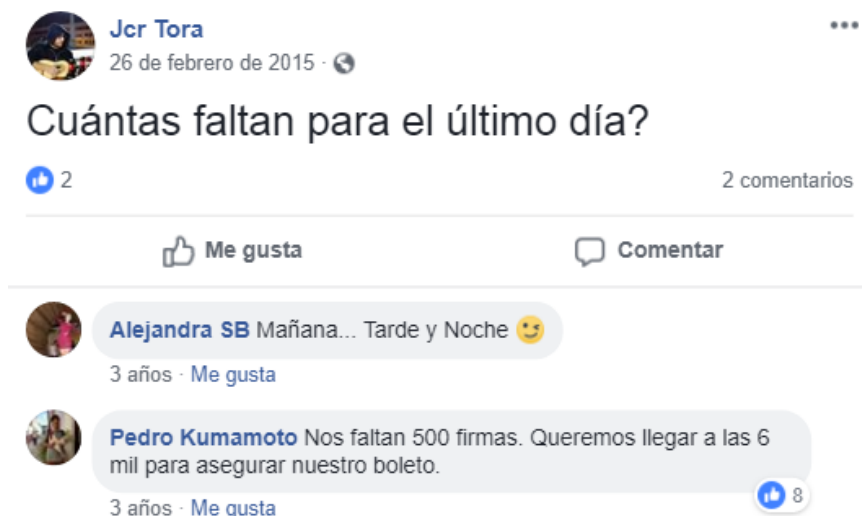 Jcr Tora
26 de febrero de 2015 ·
Cuántas faltan para el último día?
2
2 comentarios
Me gusta
Comentar
Alejandra SB Mañana... Tarde y Noche 😉
3 años · Me gusta
Pedro Kumamoto Nos faltan 500 firmas. Queremos llegar a las 6
mil para asegurar nuestro boleto.
8
3 años · Me gusta